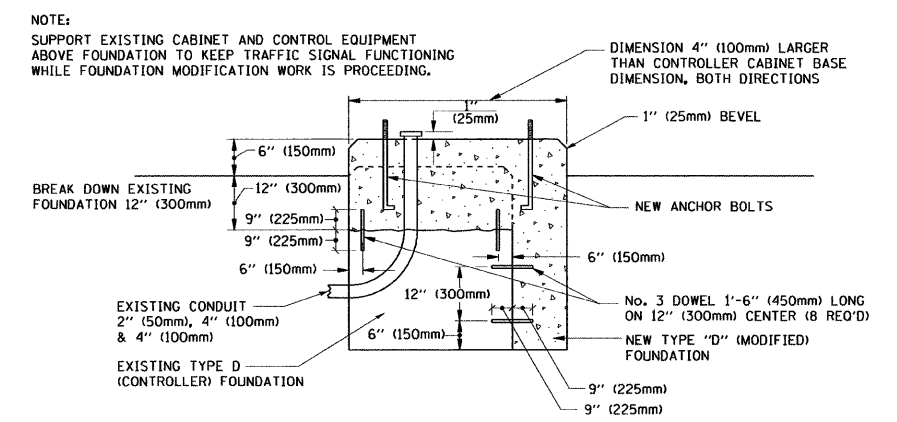 NOTE:
SUPPORT EXISTING CABINET AND CONTROL EQUIPMENT
ABOVE FOUNDATION TO KEEP TRAFFIC SIGNAL FUNCTIONING
WHILE FOUNDATION MODIFICATION WORK IS PROCEEDING.
DIMENSION 4" (100mm) LARGER
THAN CONTROLLER CABINET BASE
DIMENSION, BOTH DIRECTIONS
1"
(25mm)
1" (25mm) BEVEL
6" (150mm)
BREAK DOWN EXISTING
FOUNDATION 12" (300mm)
12" (300mm)
9" (225mm)
9" (225mm)
NEW ANCHOR BOLTS
6" (150mm)
6" (150mm)
12" (300mm)
EXISTING CONDUIT
2" (50mm), 4" (100mm)
& 4" (100mm)
No. 3 DOWEL 1'-6" (450mm) LONG
ON 12" (300mm) CENTER (8 REQ'D)
6" (150mm)
NEW TYPE "D" (MODIFIED)
FOUNDATION
EXISTING TYPE D
(CONTROLLER) FOUNDATION
9" (225mm)
9" (225mm)